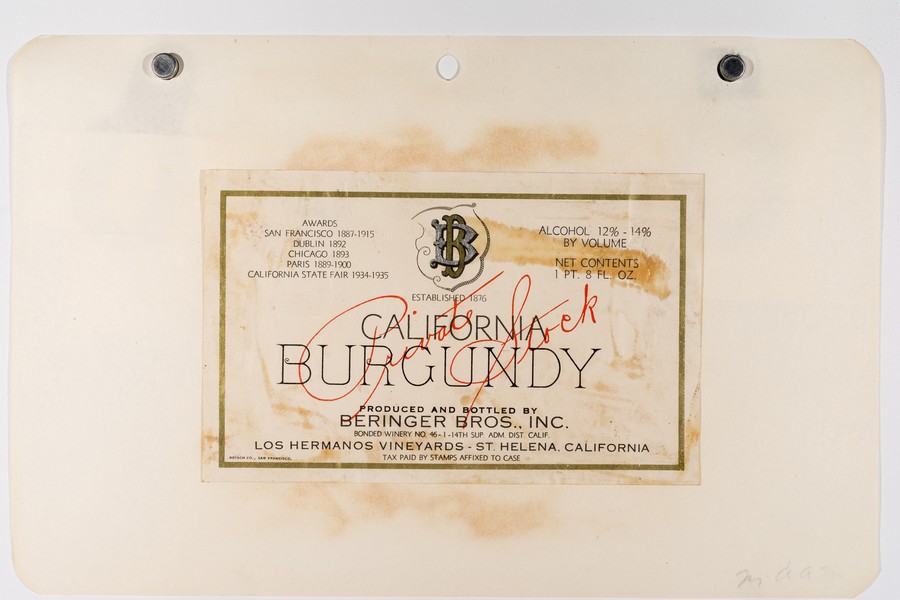 AWARDS
SAN FRANCISCO 1887-1915
DUBLIN 1892
CHICAGO 1893
PARIS 1889-1900
CALIFORNIA STATE FAIR 1934-1935
BB
ESTABLISHED 1876
ALCOHOL 12% - 14%
BY VOLUME
NET CONTENTS
1 PT. 8 FL. OZ.
Private Stock
CALIFORNIA
BURGUNDY
PRODUCED AND BOTTLED BY
BERINGER BROS., INC.
BONDED WINERY NO. 46-1-14TH SUP. ADM. DIST. CALIF.
LOS HERMANOS VINEYARDS - ST. HELENA, CALIFORNIA
TAX PAID BY STAMPS AFFIXED TO CASE